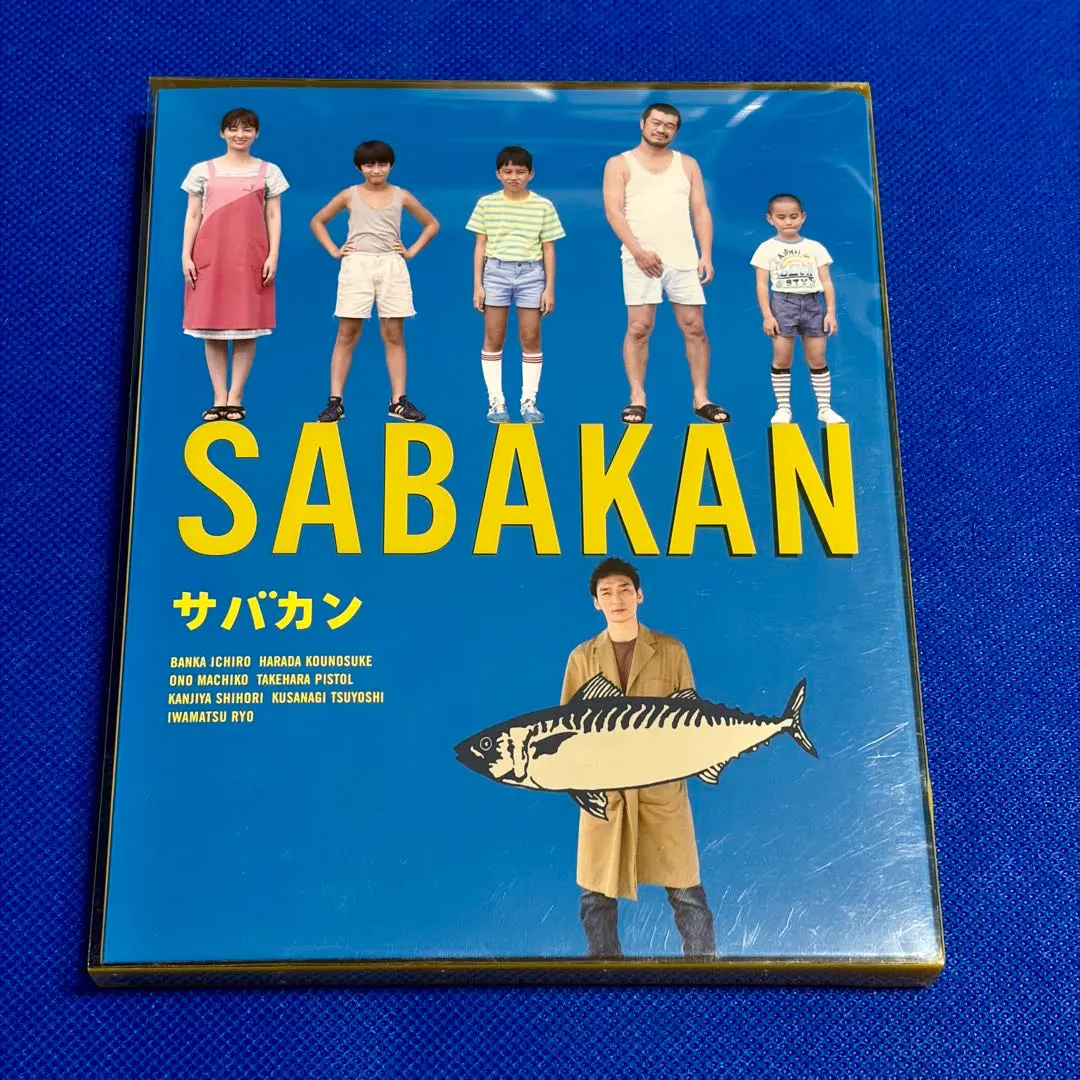 SABAKAN
サバカン
BANKA ICHIRO HARADA KOUNOSUKE
ONO MACHIKO TAKEHARA PISTOL
KANJIYA SHIHORI KUSANAGI TSUYOSHI
IWAMATSU RYO